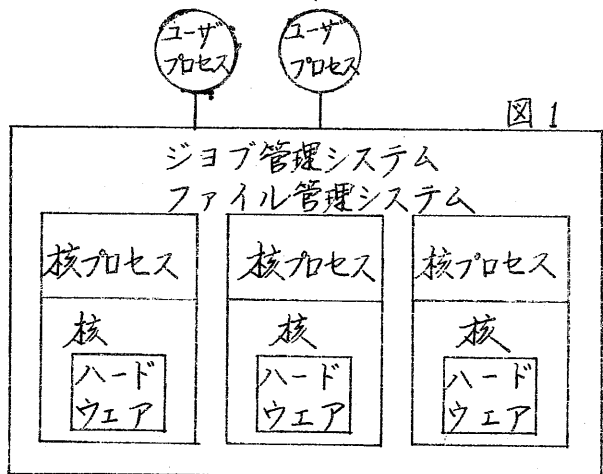 ユーザ
プロセス
ユーザ
プロセス
図1
ジョブ管理システム
ファイル管理システム
核プロセス
核プロセス
核プロセス
核
核
核
ハード
ウェア
ハード
ウェア
ハード
ウェア